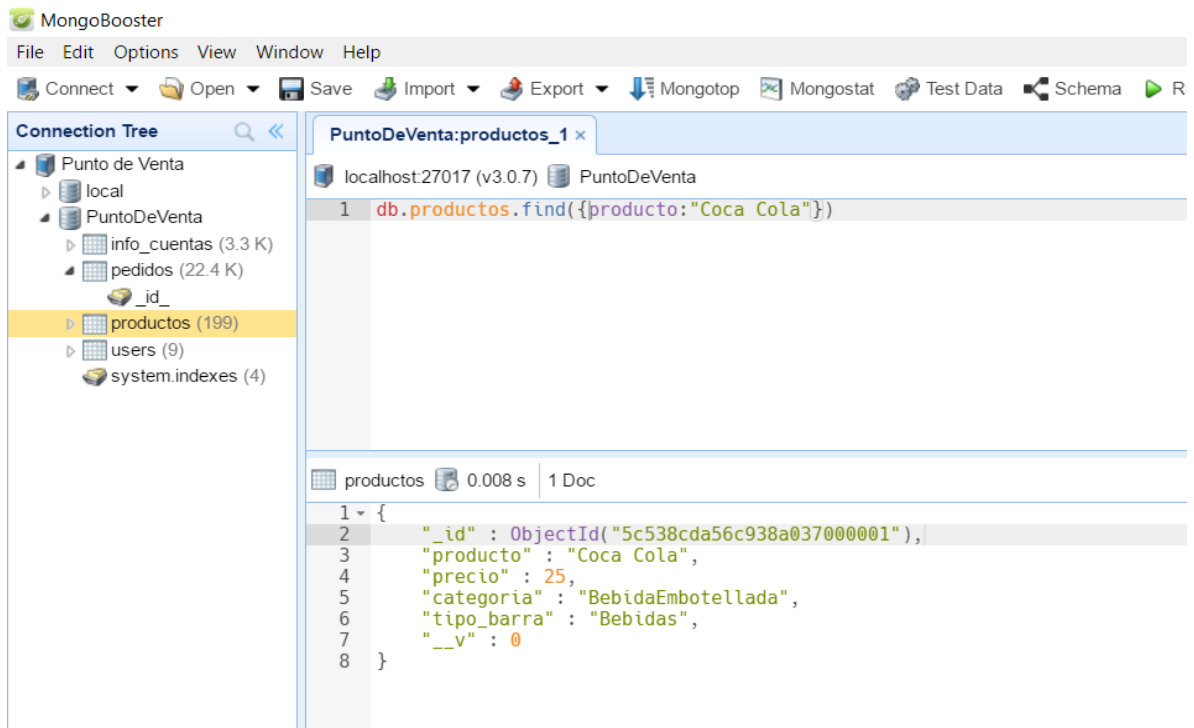 MongoBooster
File Edit Options View Window Help
Connect Open Save Import Export Mongotop Mongostat Test Data Schema
Connection Tree
Punto de Venta
local
PuntoDeVenta
info_cuentas (3.3 K)
pedidos (22.4 K)
_id_
productos (199)
users (9)
system.indexes (4)
PuntoDeVenta:productos_1 ×
localhost:27017 (v3.0.7) PuntoDeVenta
1 db.productos.find({producto:"Coca Cola"})
productos 0.008 s 1 Doc
1 {
2 "_id" : ObjectId("5c538cda56c938a037000001"),
3 "producto" : "Coca Cola",
4 "precio" : 25,
5 "categoria" : "BebidaEmbotellada",
6 "tipo_barra" : "Bebidas",
7 "__v" : 0
8 }